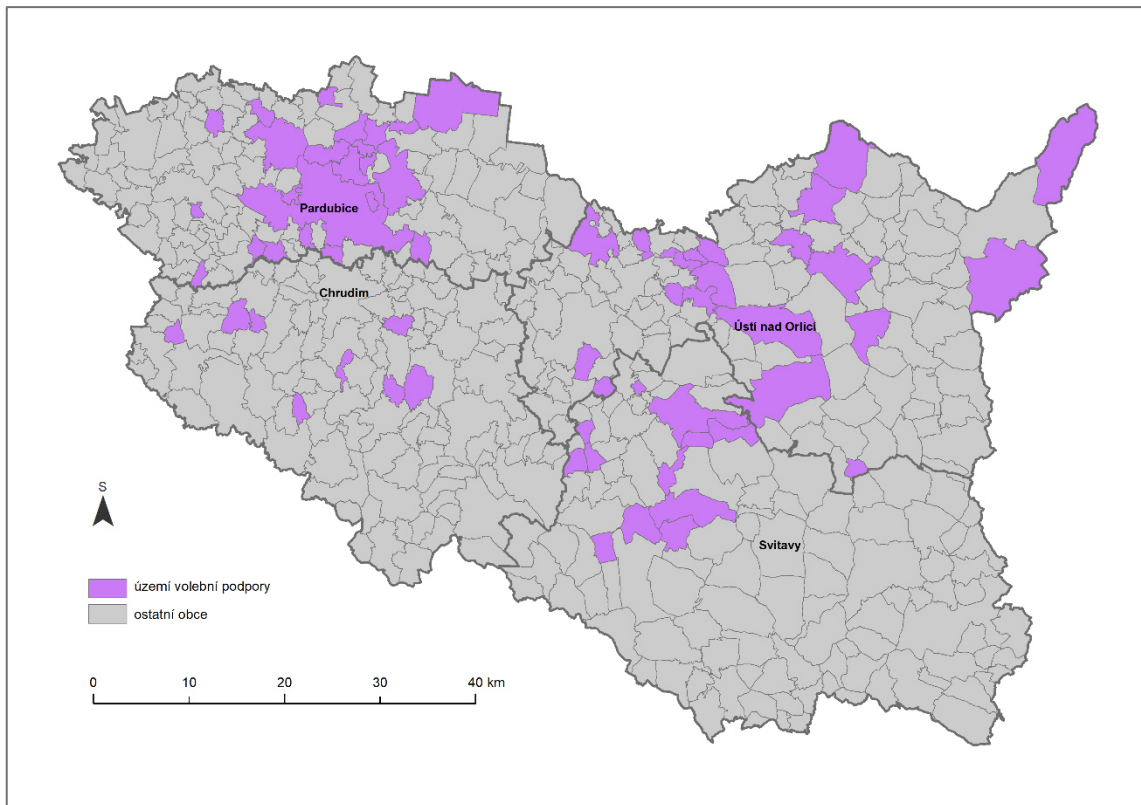 Pardubice
Chrudim
Ústí nad Orlicí
Svitavy
S
území volební podpory
ostatní obce
0 10 20 30 40 km